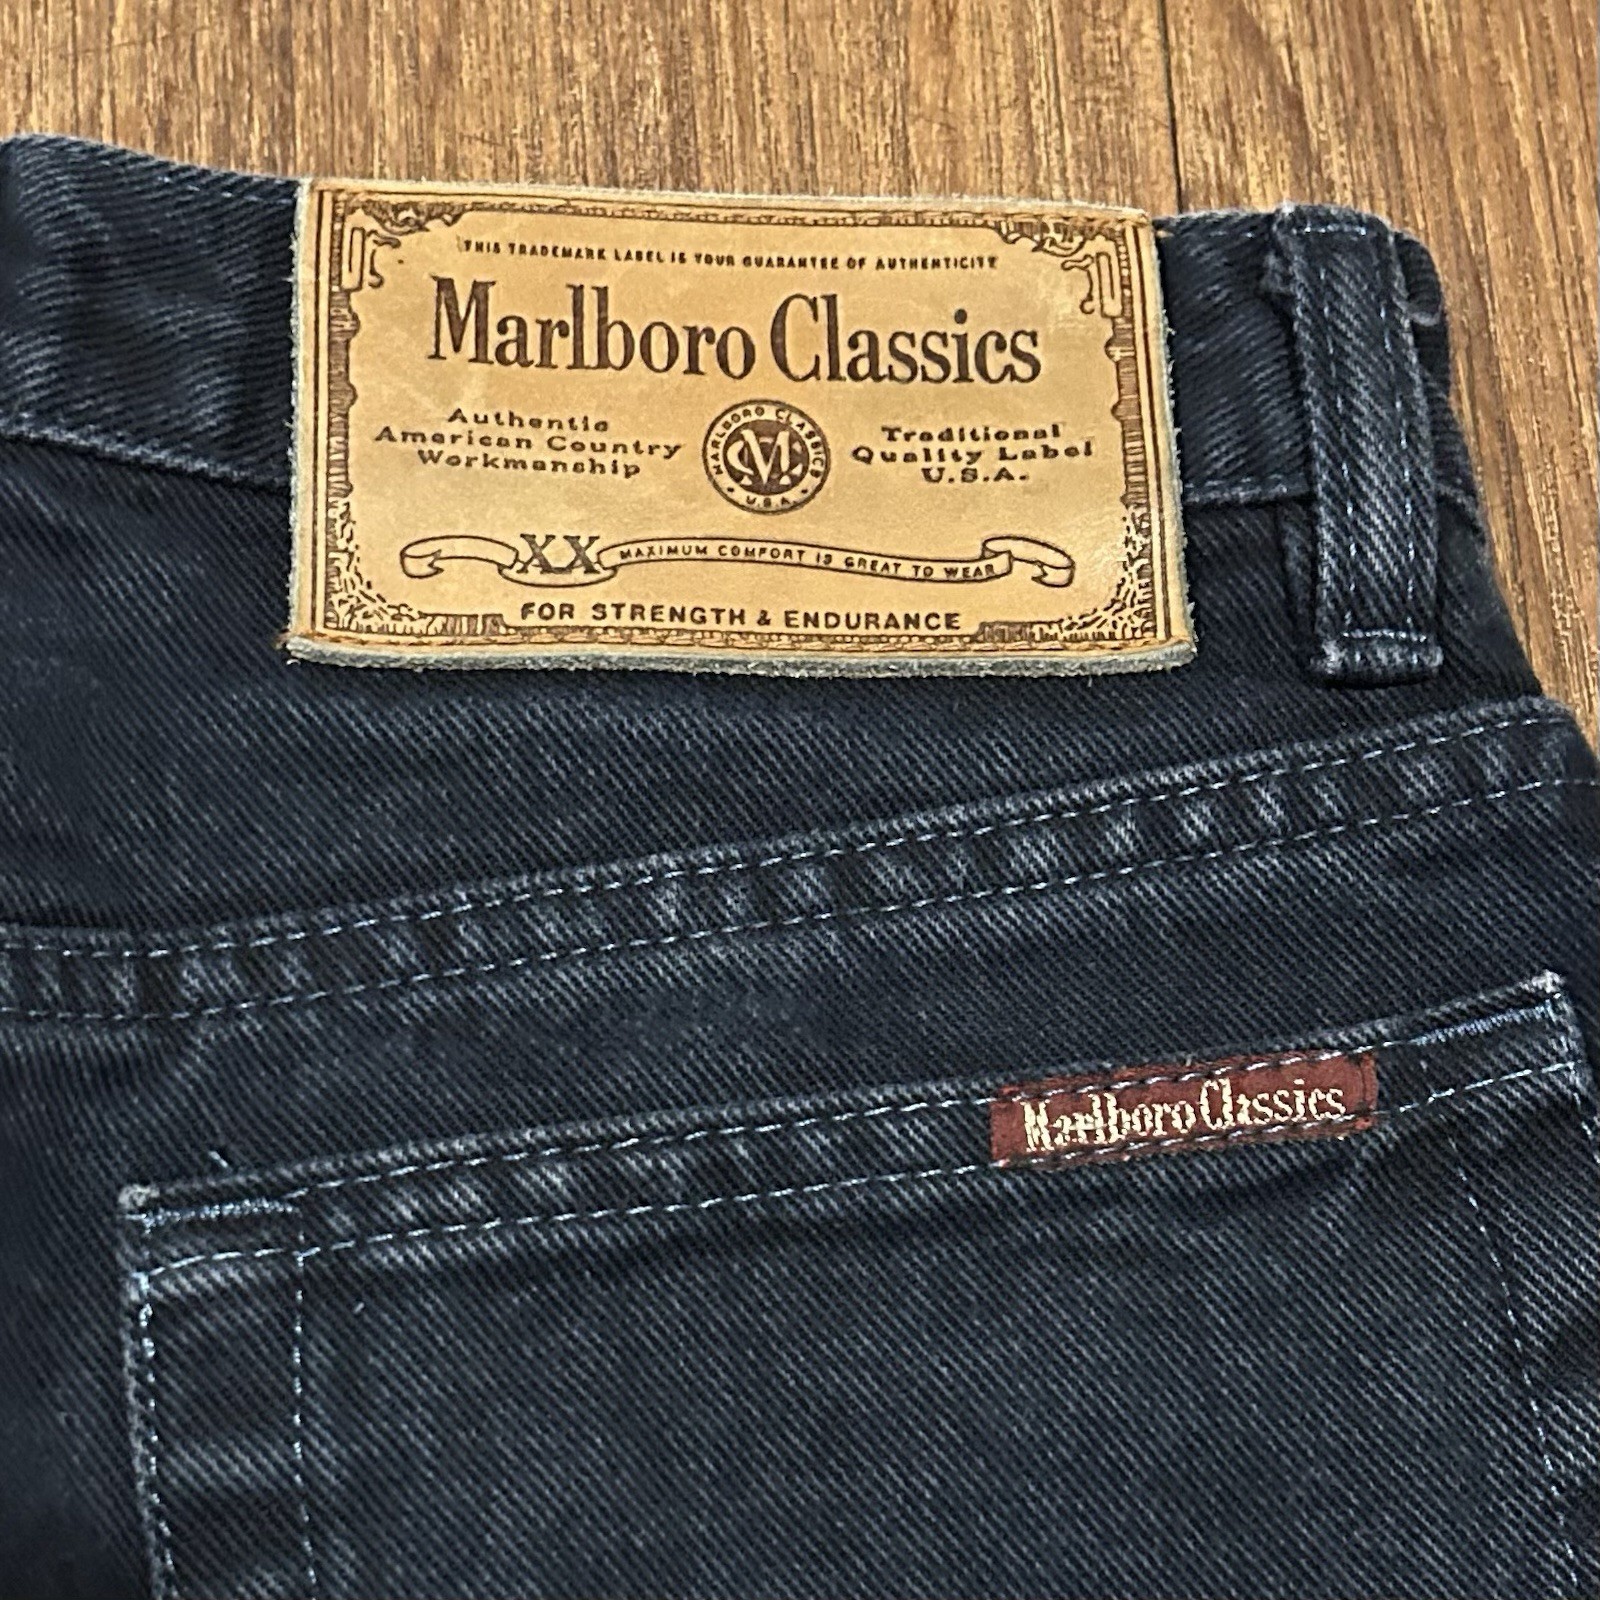 THIS TRADEMARK LABEL IS YOUR GUARANTEE OF AUTHENTICITY
Marlboro Classics
Authentic
American Country
Workmanship
MARLBORO CLASSICS
MC
U.S.A.
Traditional
Quality Label
U.S.A.
XX MAXIMUM COMFORT IS GREAT TO WEAR
FOR STRENGTH & ENDURANCE
Marlboro Classics